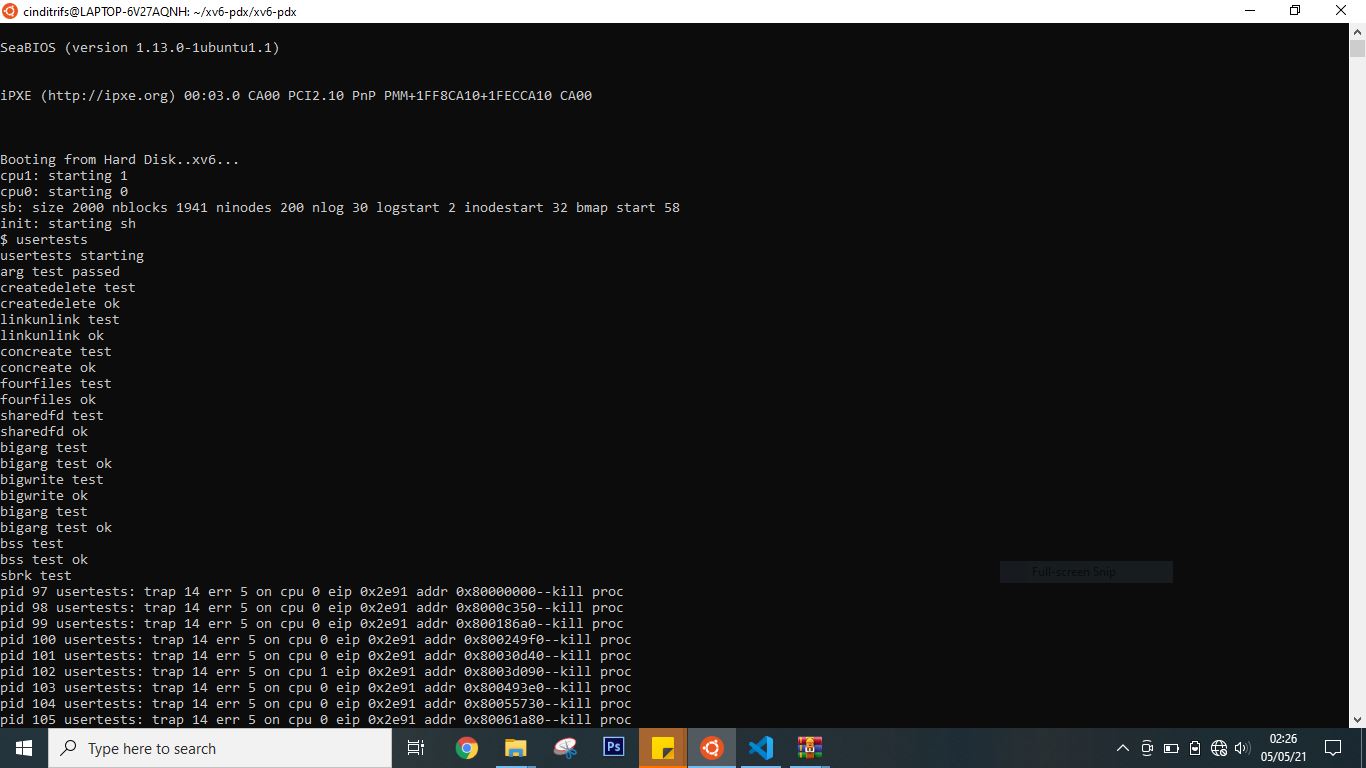 cinditrifs@LAPTOP-6V27AQNH: ~/xv6-pdx/xv6-pdx
SeaBIOS (version 1.13.0-1ubuntu1.1)
iPXE (http://ipxe.org) 00:03.0 CA00 PCI2.10 PnP PMM+1FF8CA10+1FECCA10 CA00
Booting from Hard Disk..xv6...
cpu1: starting 1
cpu0: starting 0
sb: size 2000 nblocks 1941 ninodes 200 nlog 30 logstart 2 inodestart 32 bmap start 58
init: starting sh
$ usertests
usertests starting
arg test passed
createdelete test
createdelete ok
linkunlink test
linkunlink ok
concreate test
concreate ok
fourfiles test
fourfiles ok
sharedfd test
sharedfd ok
bigarg test
bigarg test ok
bigwrite test
bigwrite ok
bigarg test
bigarg test ok
bss test
bss test ok
sbrk test
pid 97 usertests: trap 14 err 5 on cpu 0 eip 0x2e91 addr 0x80000000--kill proc
pid 98 usertests: trap 14 err 5 on cpu 0 eip 0x2e91 addr 0x8000c350--kill proc
pid 99 usertests: trap 14 err 5 on cpu 0 eip 0x2e91 addr 0x800186a0--kill proc
pid 100 usertests: trap 14 err 5 on cpu 0 eip 0x2e91 addr 0x800249f0--kill proc
pid 101 usertests: trap 14 err 5 on cpu 0 eip 0x2e91 addr 0x80030d40--kill proc
pid 102 usertests: trap 14 err 5 on cpu 1 eip 0x2e91 addr 0x8003d090--kill proc
pid 103 usertests: trap 14 err 5 on cpu 0 eip 0x2e91 addr 0x800493e0--kill proc
pid 104 usertests: trap 14 err 5 on cpu 0 eip 0x2e91 addr 0x80055730--kill proc
pid 105 usertests: trap 14 err 5 on cpu 0 eip 0x2e91 addr 0x80061a80--kill proc
Full-screen Snip
Type here to search
Ps
02:26
05/05/21